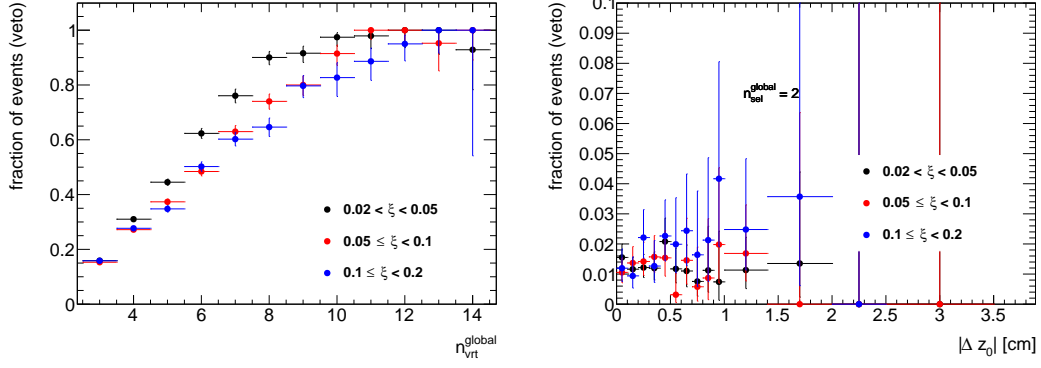 fraction of events (veto)
1
0.8
0.6
0.4
0.2
0
0.02 < ξ < 0.05
0.05 ≤ ξ < 0.1
0.1 ≤ ξ < 0.2
4 6 8 10 12 14
n_vrt^global
fraction of events (veto)
0.1
0.09
0.08
0.07
0.06
0.05
0.04
0.03
0.02
0.01
0
n_sel^global = 2
0.02 < ξ < 0.05
0.05 ≤ ξ < 0.1
0.1 ≤ ξ < 0.2
0 0.5 1 1.5 2 2.5 3 3.5
|Δ z_0| [cm]